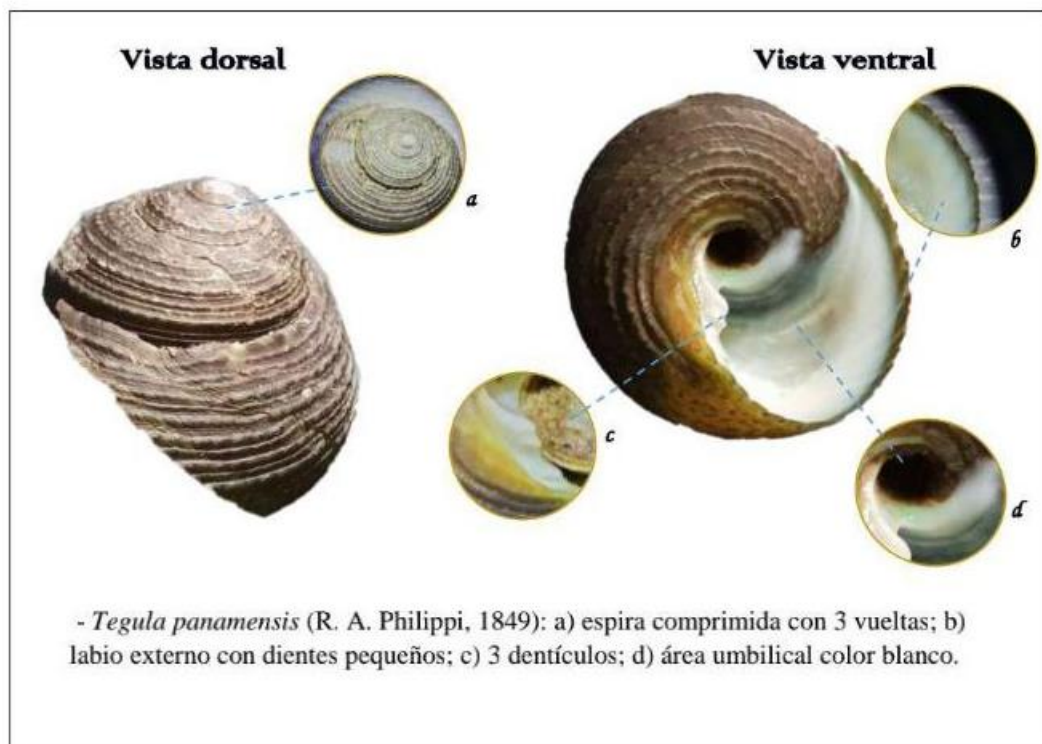 Vista dorsal
Vista ventral
a
b
c
d
- Tegula panamensis (R. A. Philippi, 1849): a) espira comprimida con 3 vueltas; b)
labio externo con dientes pequeños; c) 3 dentículos; d) área umbilical color blanco.